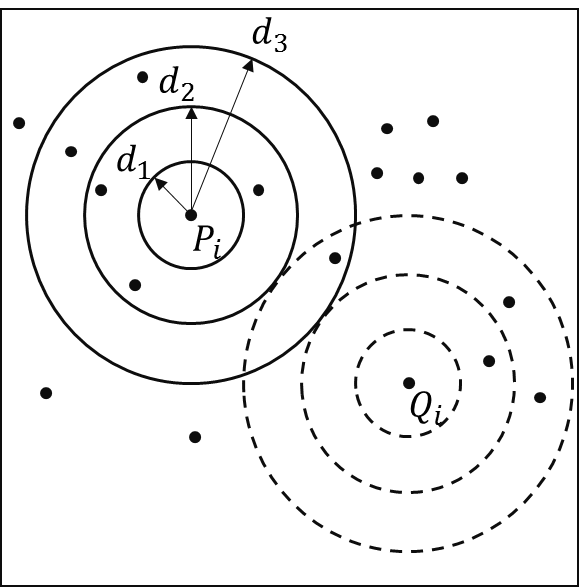 d₃
d₂
d₁
Pᵢ
Qᵢ